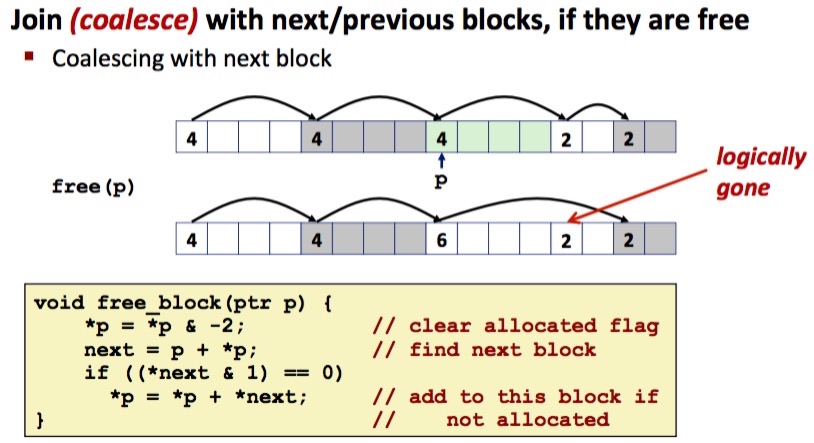 Join (coalesce) with next/previous blocks, if they are free
▪ Coalescing with next block
4 4 4 2 2
p
logically
gone
free(p)
4 4 6 2 2
void free_block(ptr p) {
    *p = *p & -2;          // clear allocated flag
    next = p + *p;         // find next block
    if ((*next & 1) == 0)
      *p = *p + *next;     // add to this block if
}                          //    not allocated